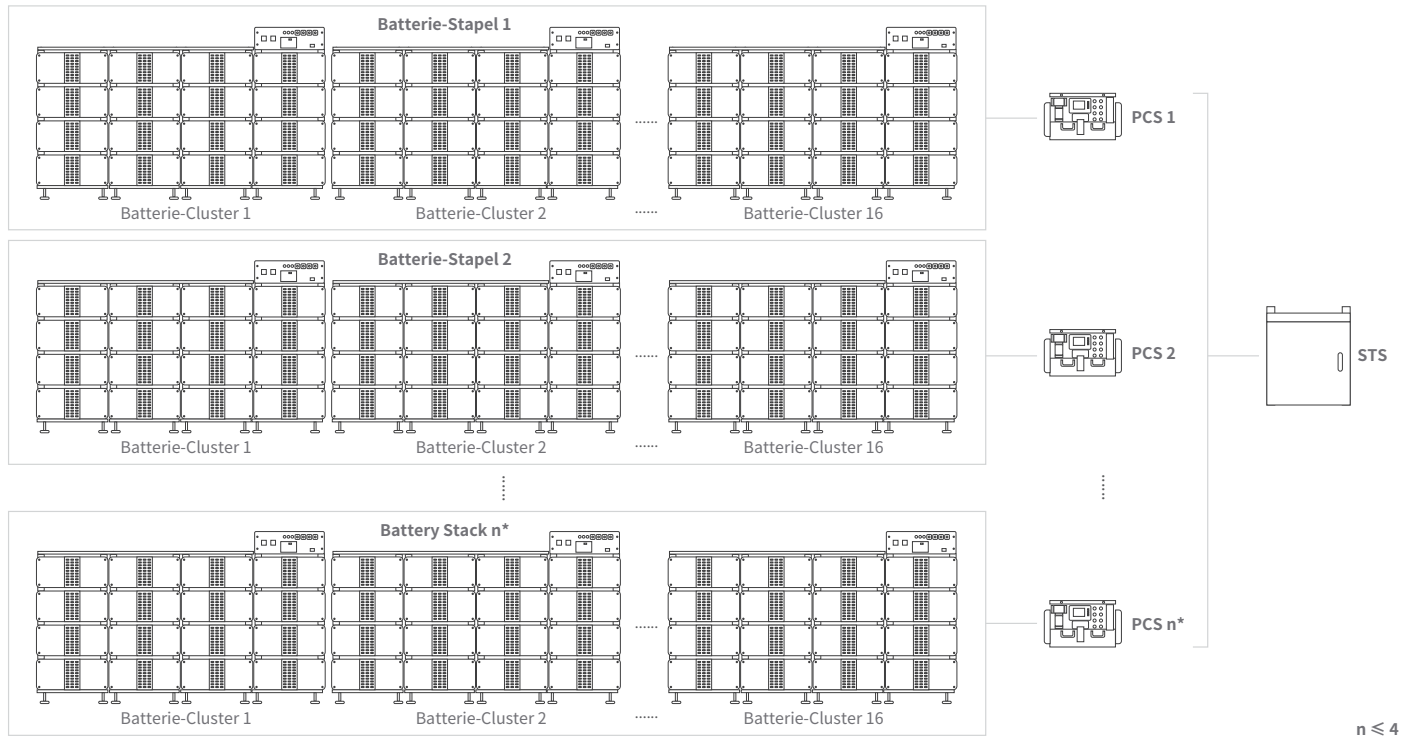 Batterie-Stapel 1
......
PCS 1
Batterie-Cluster 1
Batterie-Cluster 2
......
Batterie-Cluster 16
Batterie-Stapel 2
......
PCS 2
STS
Batterie-Cluster 1
Batterie-Cluster 2
......
Batterie-Cluster 16
Battery Stack n*
......
PCS n*
Batterie-Cluster 1
Batterie-Cluster 2
......
Batterie-Cluster 16
n ⩽ 4